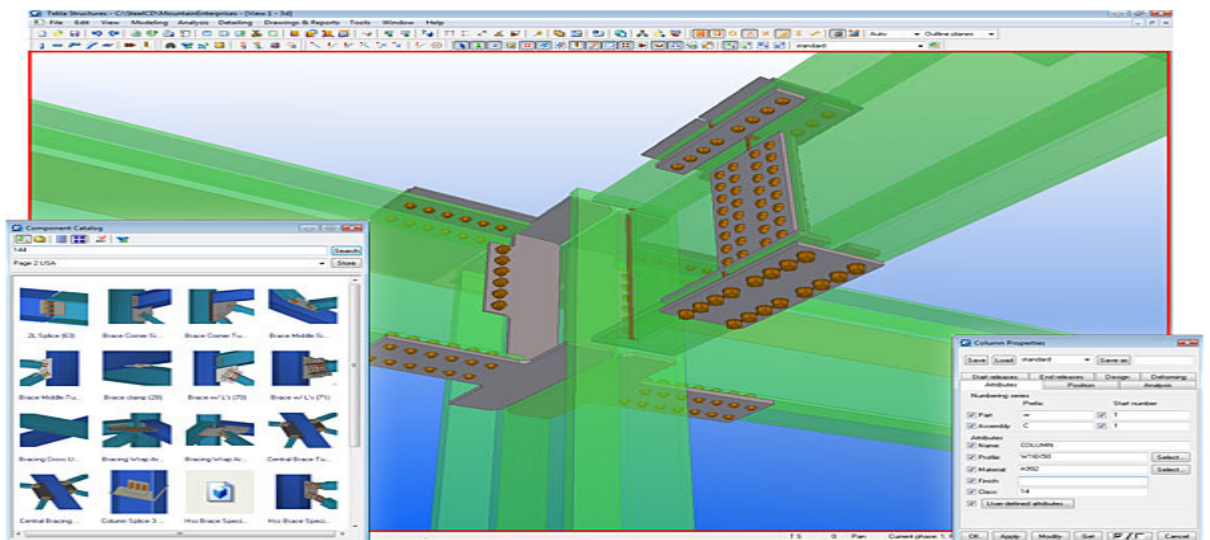 Tekla Structures - C:\SteelCD\MountainEnterprises - [View 1 - 3d]
File Edit View Modeling Analysis Detailing Drawings & Reports Tools Window Help
Auto Outline planes
standard
Component Catalog
144 Search
Page 2 USA Store
2L Splice (63) Brace Corner Si... Brace Corner Tu... Brace Middle Si...
Brace Middle Tu... Brace clamp (28) Brace w/ L's (70) Brace w/ L's (71)
Bracing Cross U... Bracing Wrap Ar... Bracing Wrap Ar... Central Brace Tu...
Central Bracing ... Column Splice 3 ... Hss Brace Speci... Hss Brace Speci...
Column Properties
Save Load standard Save as
Start releases End releases Design Deforming
Attributes Position Analysis
Numbering series
Prefix Start number
Part w 1
Assembly C 1
Attributes
Name: COLUMN
Profile: Select...
Material: A992 Select...
Finish:
Class: 14
User-defined attributes...
OK Apply Modify Get Cancel
T S 0 Pan Current phase: 1,